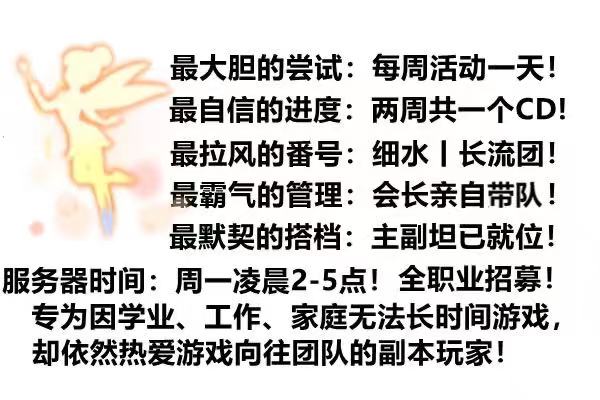 最大胆的尝试：每周活动一天！
最自信的进度：两周共一个CD!
最拉风的番号：细水丨长流团！
最霸气的管理：会长亲自带队！
最默契的搭档：主副坦已就位！
服务器时间：周一凌晨2-5点！全职业招募！
专为因学业、工作、家庭无法长时间游戏，
却依然热爱游戏向往团队的副本玩家！